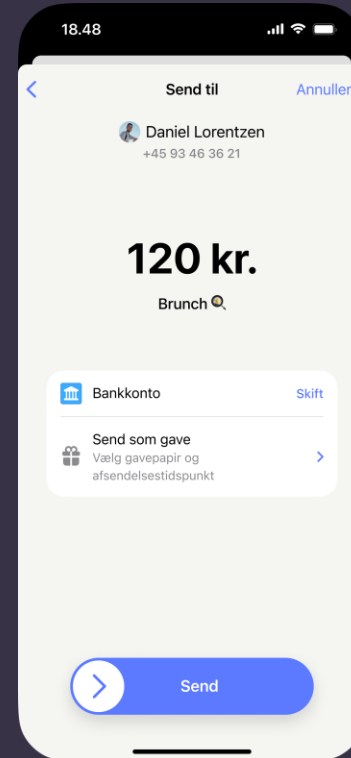 18.48
Send til
Annuller
Daniel Lorentzen
+45 93 46 36 21
120 kr.
Brunch 🍳
Bankkonto
Skift
Send som gave
Vælg gavepapir og
afsendelsestidspunkt
Send